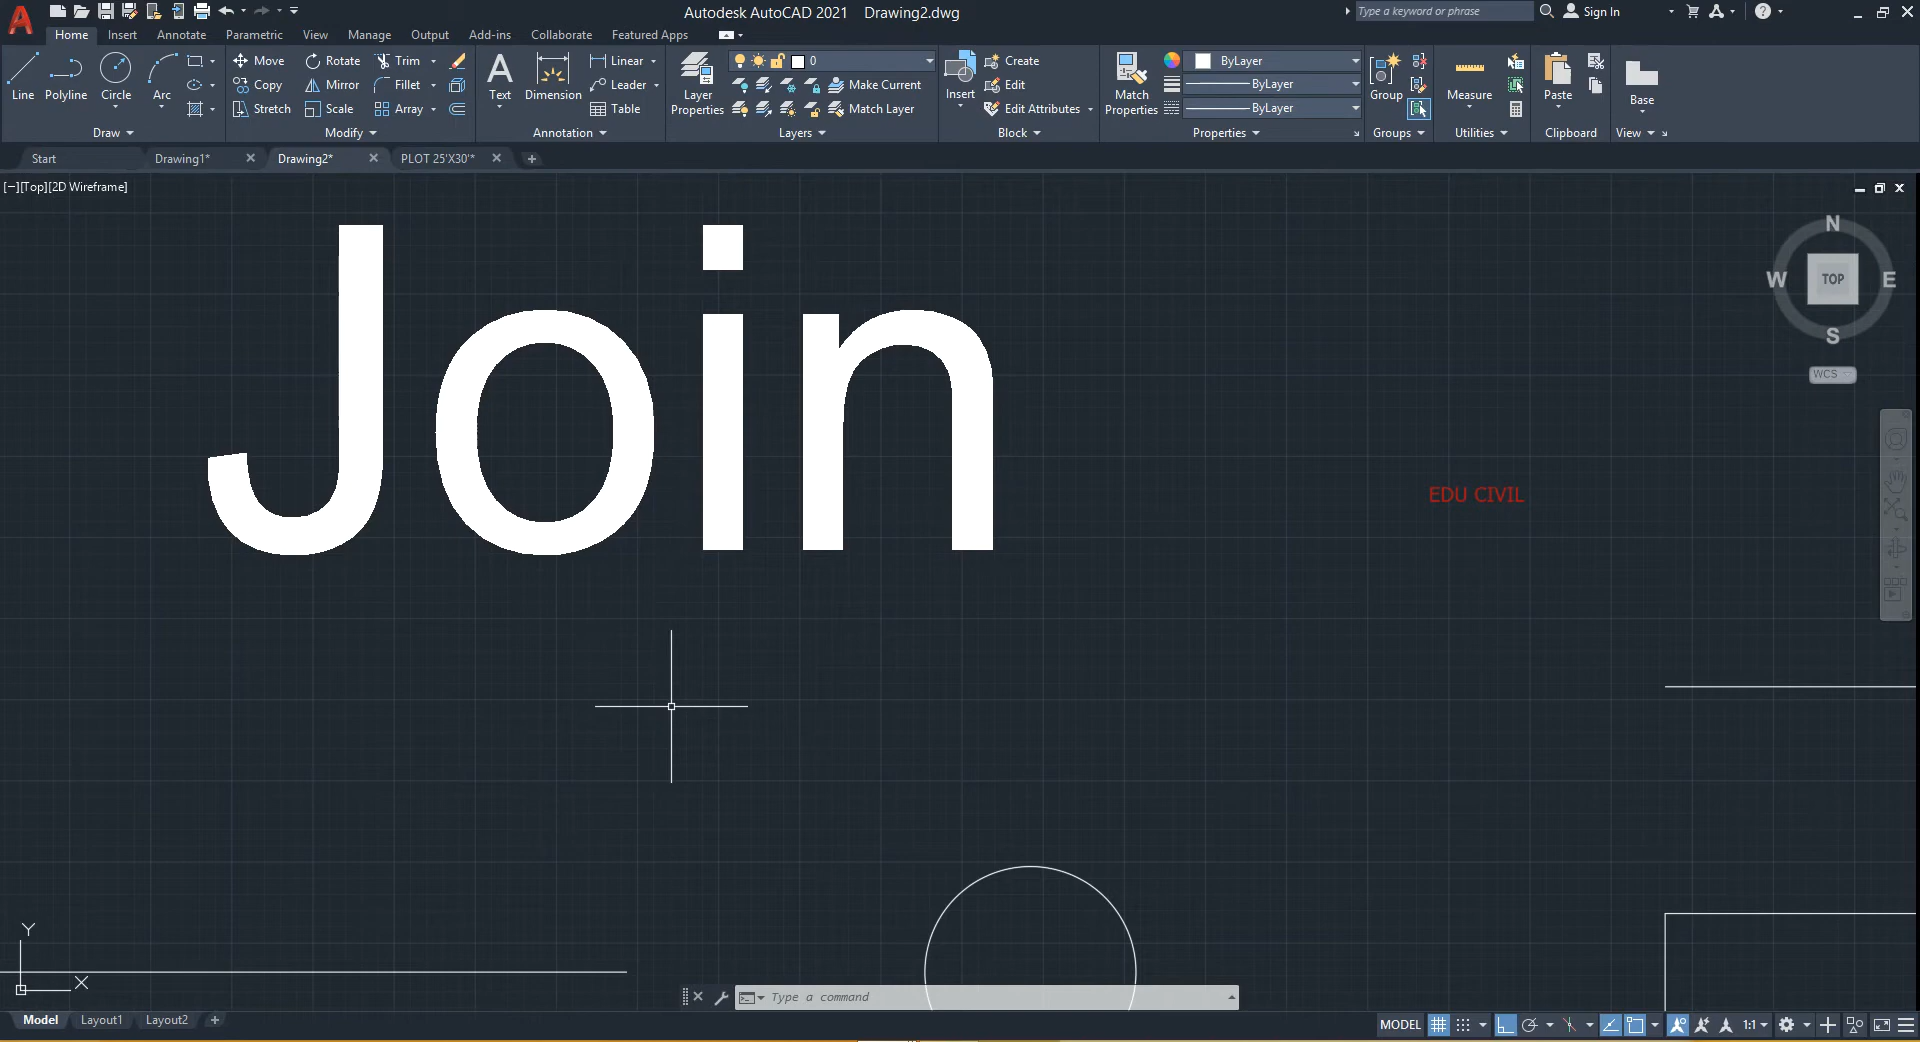 Autodesk AutoCAD 2021 Drawing2.dwg
Type a keyword or phrase
Sign In
Home Insert Annotate Parametric View Manage Output Add-ins Collaborate Featured Apps
Line Polyline Circle Arc
Move Rotate Trim
Copy Mirror Fillet
Stretch Scale Array
Text Dimension
Linear
Leader
Table
Layer Properties
0
Make Current
Match Layer
Insert
Create
Edit
Edit Attributes
Match Properties
ByLayer
ByLayer
ByLayer
Group
Measure
Paste
Base
Draw Modify Annotation Layers Block Properties Groups Utilities Clipboard View
Start Drawing1* Drawing2* PLOT 25'X30'*
[−][Top][2D Wireframe]
Join
N
W TOP E
S
WCS
EDU CIVIL
Y
X
Type a command
Model Layout1 Layout2
MODEL 1:1